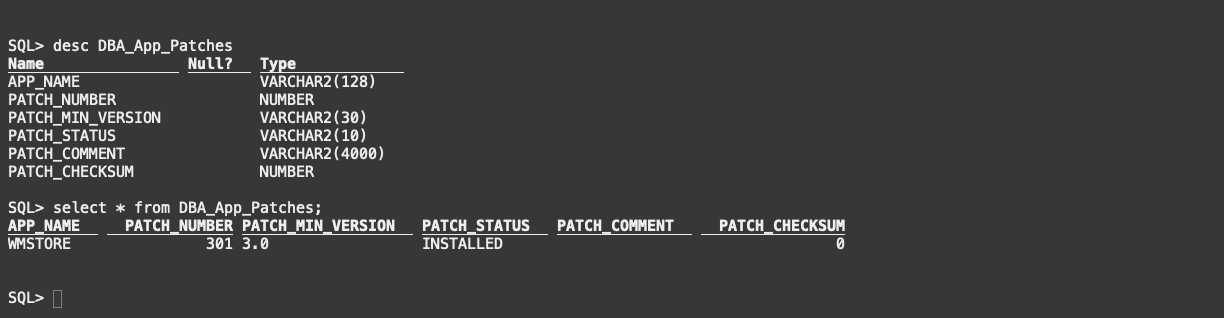 SQL> desc DBA_App_Patches
Name Null? Type
APP_NAME VARCHAR2(128)
PATCH_NUMBER NUMBER
PATCH_MIN_VERSION VARCHAR2(30)
PATCH_STATUS VARCHAR2(10)
PATCH_COMMENT VARCHAR2(4000)
PATCH_CHECKSUM NUMBER
SQL> select * from DBA_App_Patches;
APP_NAME PATCH_NUMBER PATCH_MIN_VERSION PATCH_STATUS PATCH_COMMENT PATCH_CHECKSUM
WMSTORE 301 3.0 INSTALLED 0
SQL>